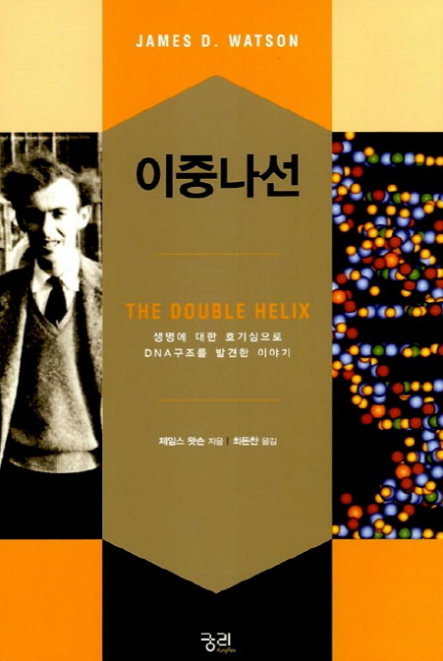 JAMES D. WATSON
이중나선
THE DOUBLE HELIX
생명에 대한 호기심으로
DNA구조를 발견한 이야기
제임스 왓슨 지음 | 최돈찬 옮김
궁리
KungRee